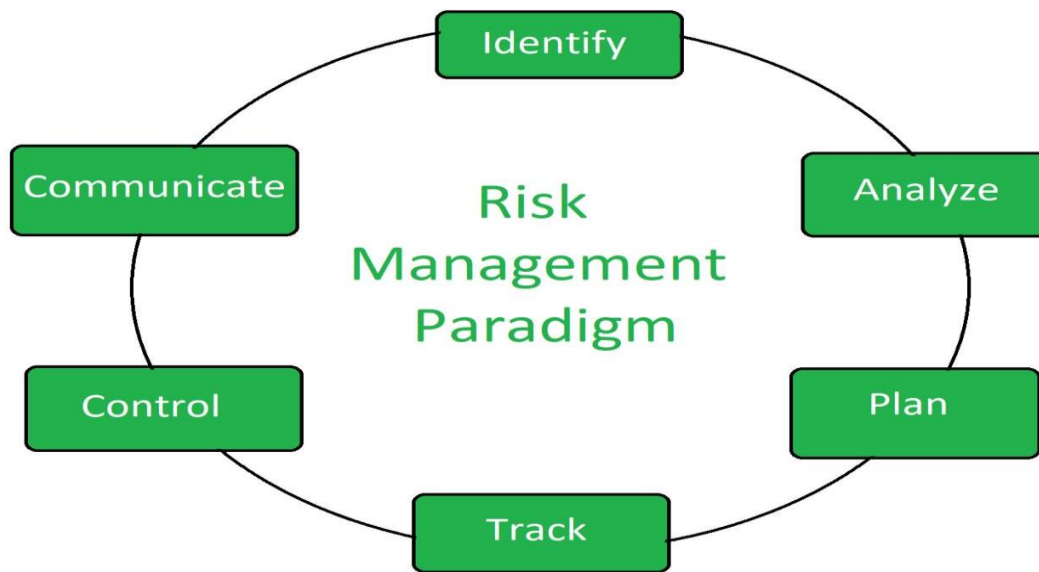 Identify
Communicate
Analyze
Risk
Management
Paradigm
Control
Plan
Track